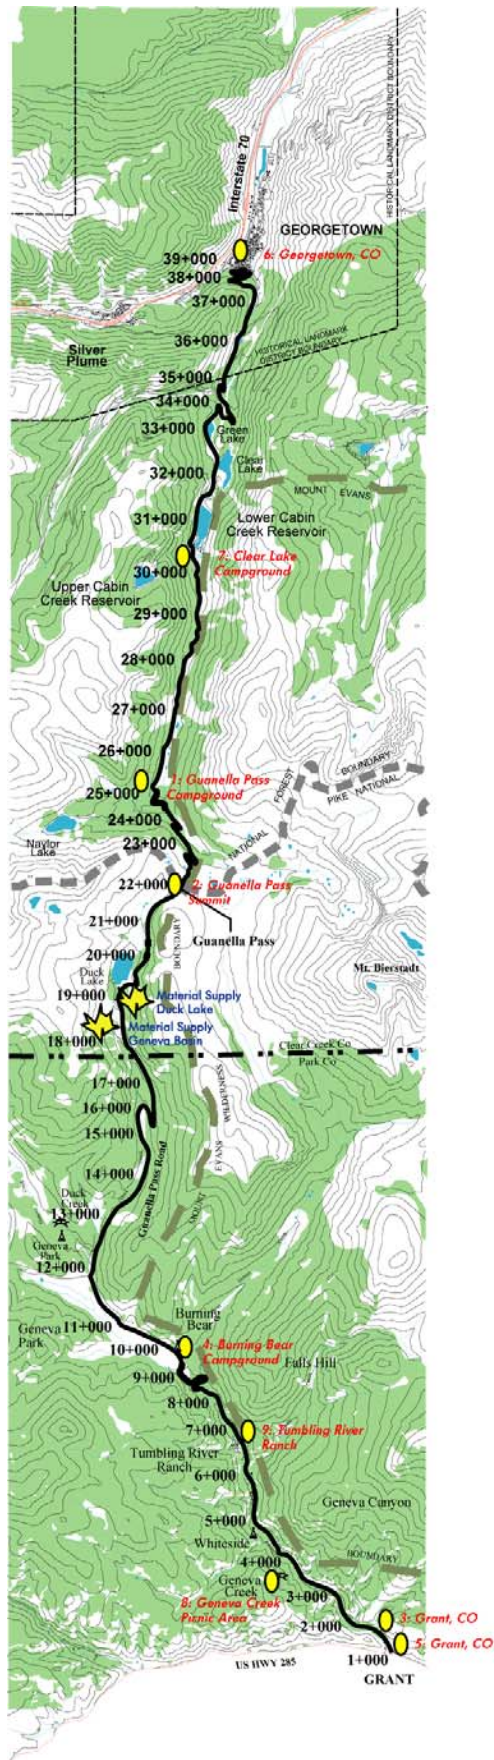 HISTORICAL LANDMARK DISTRICT BOUNDARY
Interstate 70
GEORGETOWN
39+000
6: Georgetown, CO
38+000
37+000
36+000
HISTORICAL LANDMARK
DISTRICT BOUNDARY
Silver
Plume
35+000
34+000
33+000
Green
Lake
Clear
Lake
32+000
MOUNT EVANS
31+000
Lower Cabin
Creek Reservoir
30+000
7: Clear Lake
Campground
Upper Cabin
Creek Reservoir
29+000
28+000
27+000
26+000
BOUNDARY
1: Guanella Pass
Campground
25+000
FOREST
PIKE NATIONAL
24+000
Naylor
Lake
23+000
NATIONAL
22+000
2: Guanella Pass
Summit
21+000
Guanella Pass
BOUNDARY
20+000
Duck
Lake
Mt. Bierstadt
19+000
Material Supply
Duck Lake
Material Supply
Geneva Basin
18+000
Clear Creek Co
Park Co
17+000
WILDERNESS
16+000
15+000
EVANS
14+000
Guanella Pass Road
MOUNT
Duck
Creek
13+000
Geneva
Park
12+000
Geneva
Park
11+000
Burning
Bear
10+000
4: Burning Bear
Campground
Falls Hill
9+000
8+000
7+000
9: Tumbling River
Ranch
Tumbling River
Ranch
6+000
Geneva Canyon
5+000
Whiteside
4+000
BOUNDARY
Geneva
Creek
3+000
8: Geneva Creek
Picnic Area
3: Grant, CO
2+000
5: Grant, CO
1+000
US HWY 285
GRANT